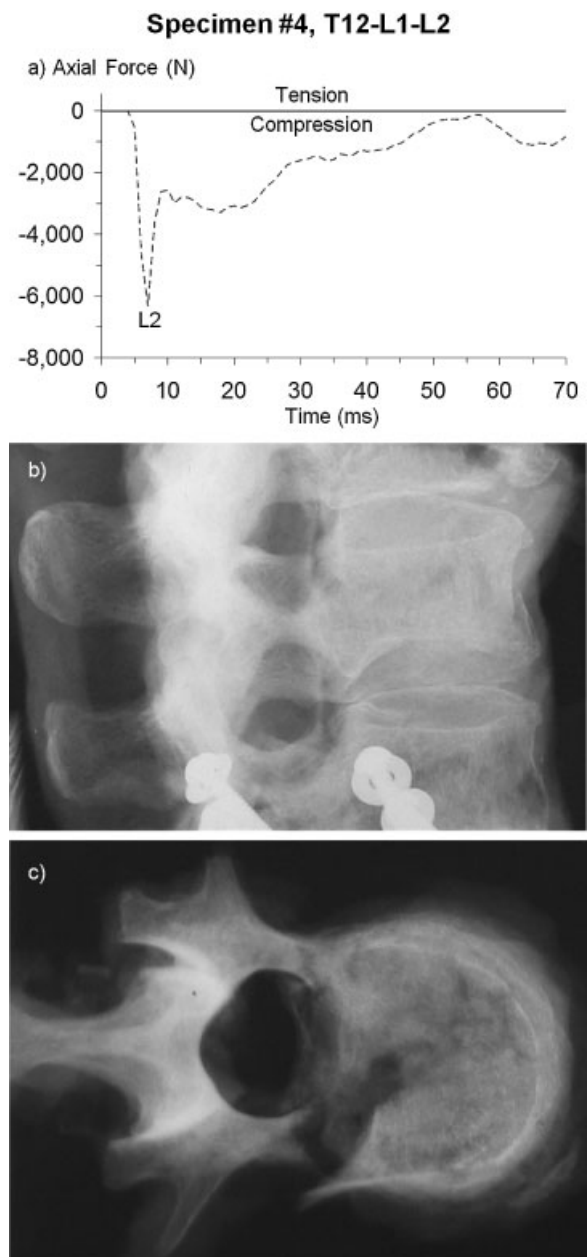 Specimen #4, T12-L1-L2
a) Axial Force (N)
Tension
Compression
0
-2,000
-4,000
-6,000
-8,000
L2
0 10 20 30 40 50 60 70
Time (ms)
b)
c)